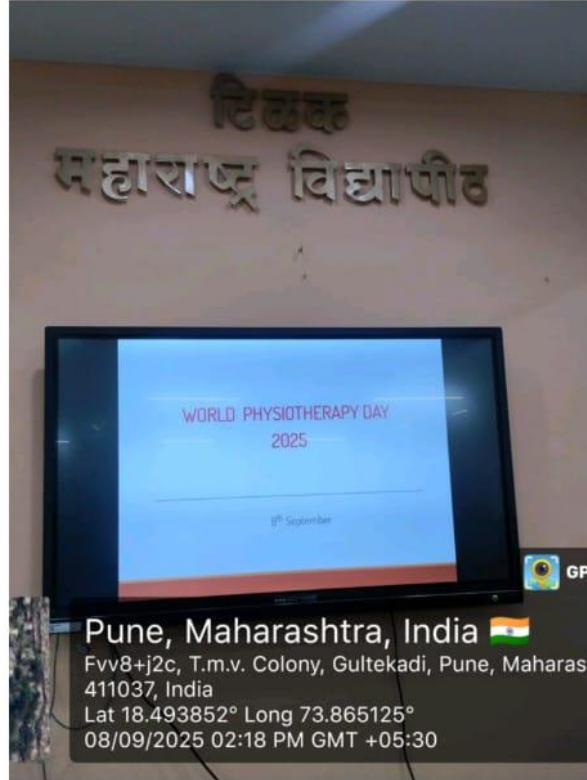 टिळक
महाराष्ट्र विद्यापीठ
WORLD PHYSIOTHERAPY DAY
2025
8th September
GP
Pune, Maharashtra, India
Fvv8+j2c, T.m.v. Colony, Gultekadi, Pune, Maharas
411037, India
Lat 18.493852° Long 73.865125°
08/09/2025 02:18 PM GMT +05:30